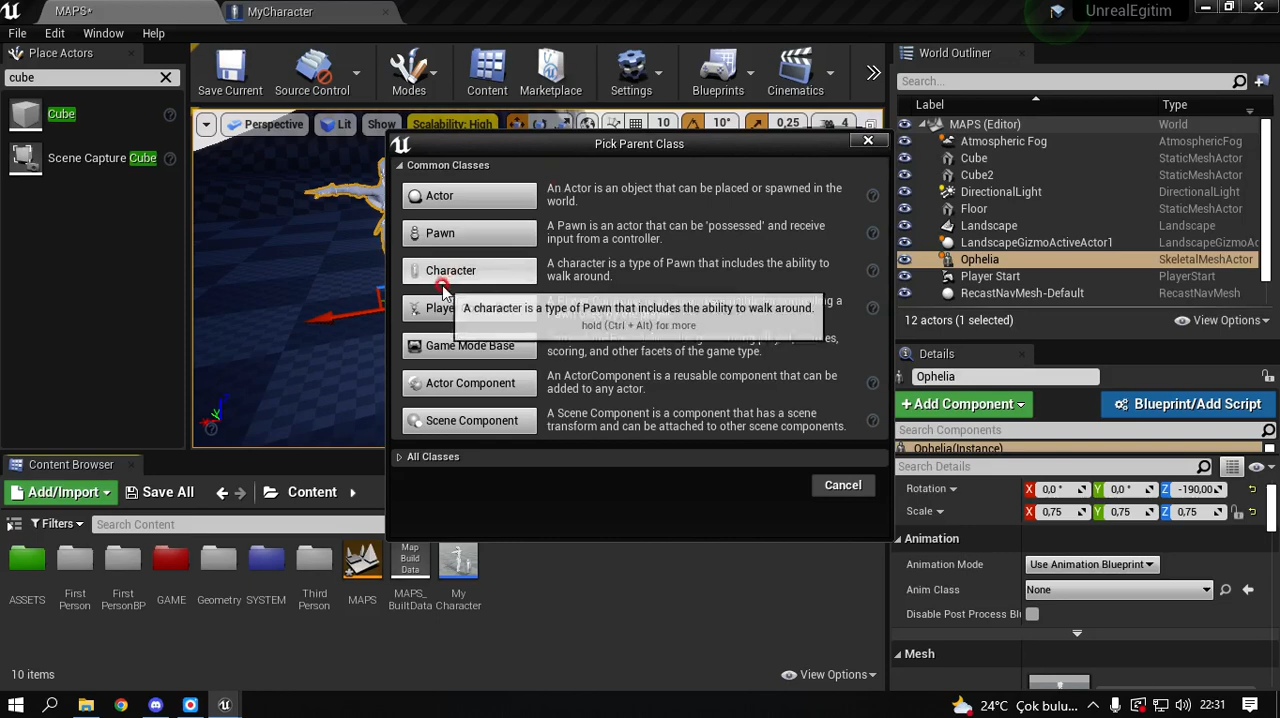 MAPS*
MyCharacter
UnrealEgitim
File Edit Window Help
Place Actors
cube
Cube
Scene Capture Cube
Save Current
Source Control
Modes
Content
Marketplace
Settings
Blueprints
Cinematics
Perspective
Lit
Show
Scalability: High
10
10°
0,25
4
Pick Parent Class
Common Classes
Actor
An Actor is an object that can be placed or spawned in the
world.
Pawn
A Pawn is an actor that can be 'possessed' and receive
input from a controller.
Character
A character is a type of Pawn that includes the ability to
walk around.
A character is a type of Pawn that includes the ability to walk around.
hold (Ctrl + Alt) for more
Game Mode Base
scoring, and other facets of the game type.
Actor Component
An ActorComponent is a reusable component that can be
added to any actor.
Scene Component
A Scene Component is a component that has a scene
transform and can be attached to other scene components.
All Classes
Cancel
World Outliner
Search...
Label Type
MAPS (Editor) World
Atmospheric Fog AtmosphericFog
Cube StaticMeshActor
Cube2 StaticMeshActor
DirectionalLight DirectionalLight
Floor StaticMeshActor
Landscape Landscape
LandscapeGizmoActiveActor1 LandscapeGizmoAc
Ophelia SkeletalMeshActor
Player Start PlayerStart
RecastNavMesh-Default RecastNavMesh
12 actors (1 selected)
View Options
Details
Ophelia
+Add Component
Blueprint/Add Script
Search Components
Ophelia(Instance)
Search Details
Rotation X 0,0° Y 0,0° Z -190,00
Scale X 0,75 Y 0,75 Z 0,75
Animation
Animation Mode Use Animation Blueprint
Anim Class None
Disable Post Process Bl
Mesh
Content Browser
Add/Import
Save All
Content
Filters
Search Content
ASSETS
First
Person
First
PersonBP
GAME
Geometry
SYSTEM
Third
Person
MAPS
Map
Build
Data
MAPS_
BuiltData
My
Character
10 items
View Options
24°C Çok bulu...
22:31